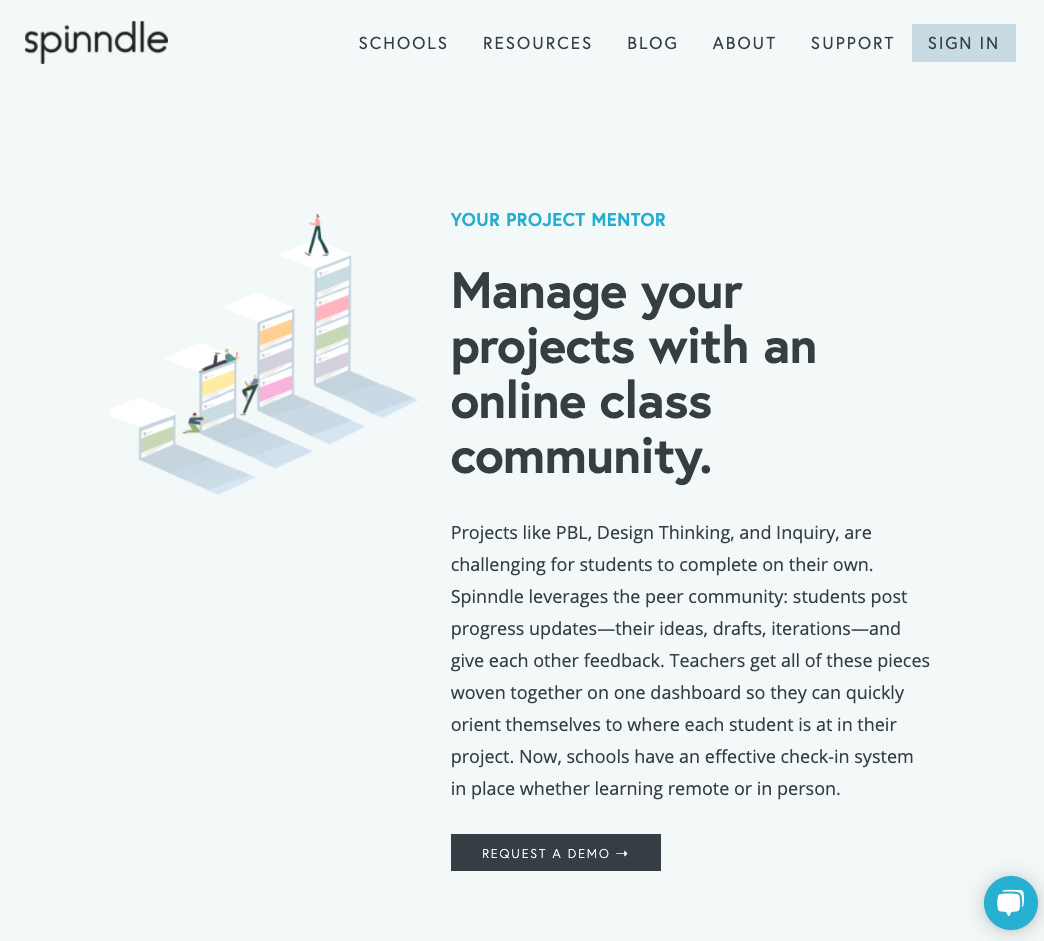 spinndle
SCHOOLS RESOURCES BLOG ABOUT SUPPORT SIGN IN
YOUR PROJECT MENTOR
Manage your
projects with an
online class
community.
Projects like PBL, Design Thinking, and Inquiry, are
challenging for students to complete on their own.
Spinndle leverages the peer community: students post
progress updates—their ideas, drafts, iterations—and
give each other feedback. Teachers get all of these pieces
woven together on one dashboard so they can quickly
orient themselves to where each student is at in their
project. Now, schools have an effective check-in system
in place whether learning remote or in person.
REQUEST A DEMO ➝